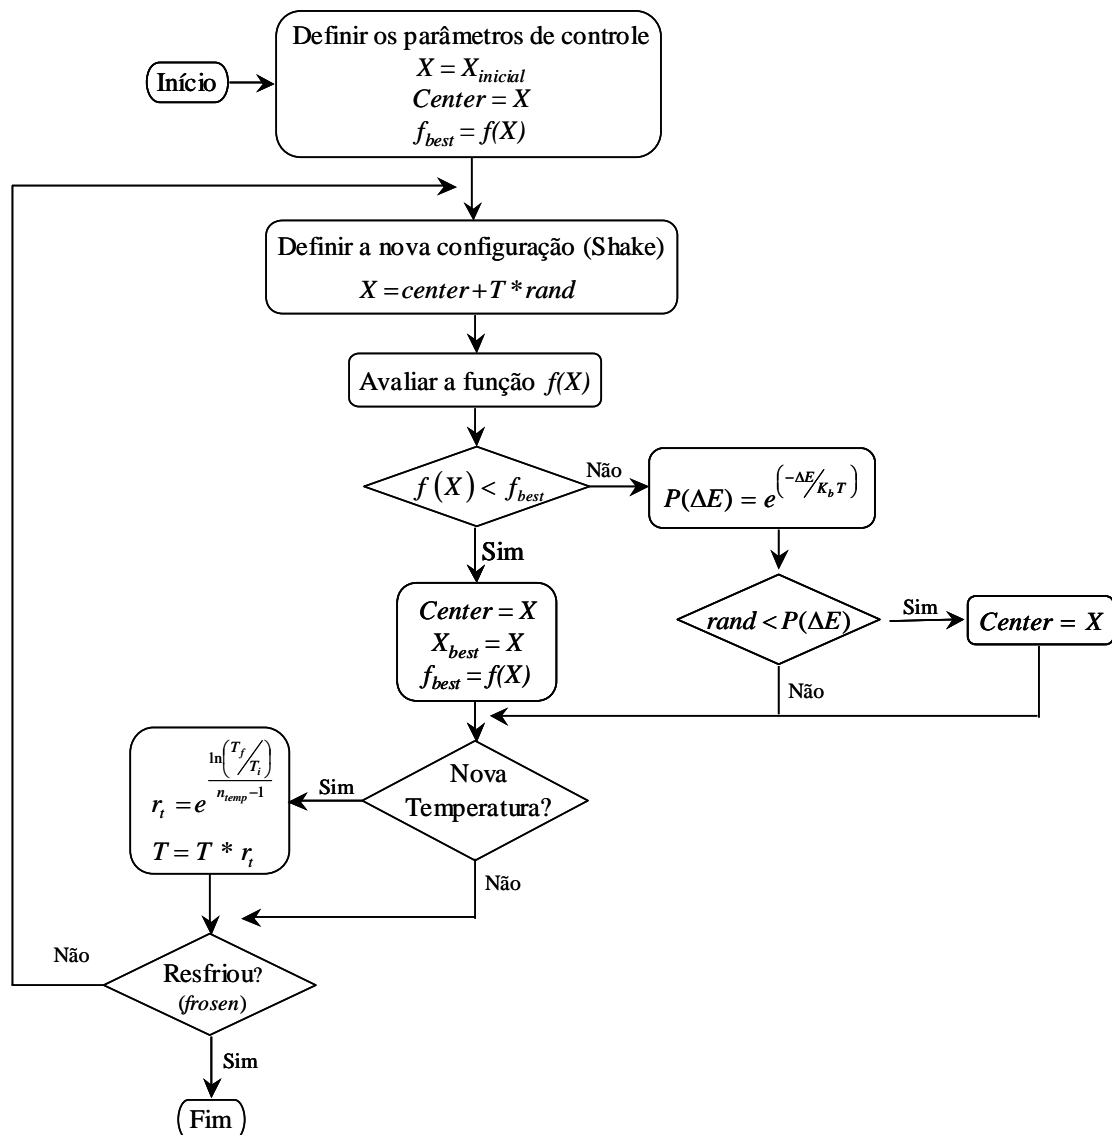 Início
Definir os parâmetros de controle
X = X_inicial
Center = X
f_best = f(X)
Definir a nova configuração (Shake)
X = center + T * rand
Avaliar a função f(X)
f (X) < f_best
Não
P(ΔE) = e^(-ΔE/K_b T)
Sim
Center = X
X_best = X
f_best = f(X)
rand < P(ΔE)
Sim
Center = X
Não
Nova
Temperatura?
Sim
r_t = e^(ln(T_f/T_i)/(n_temp-1))
T = T * r_t
Não
Resfriou?
(frosen)
Não
Sim
Fim